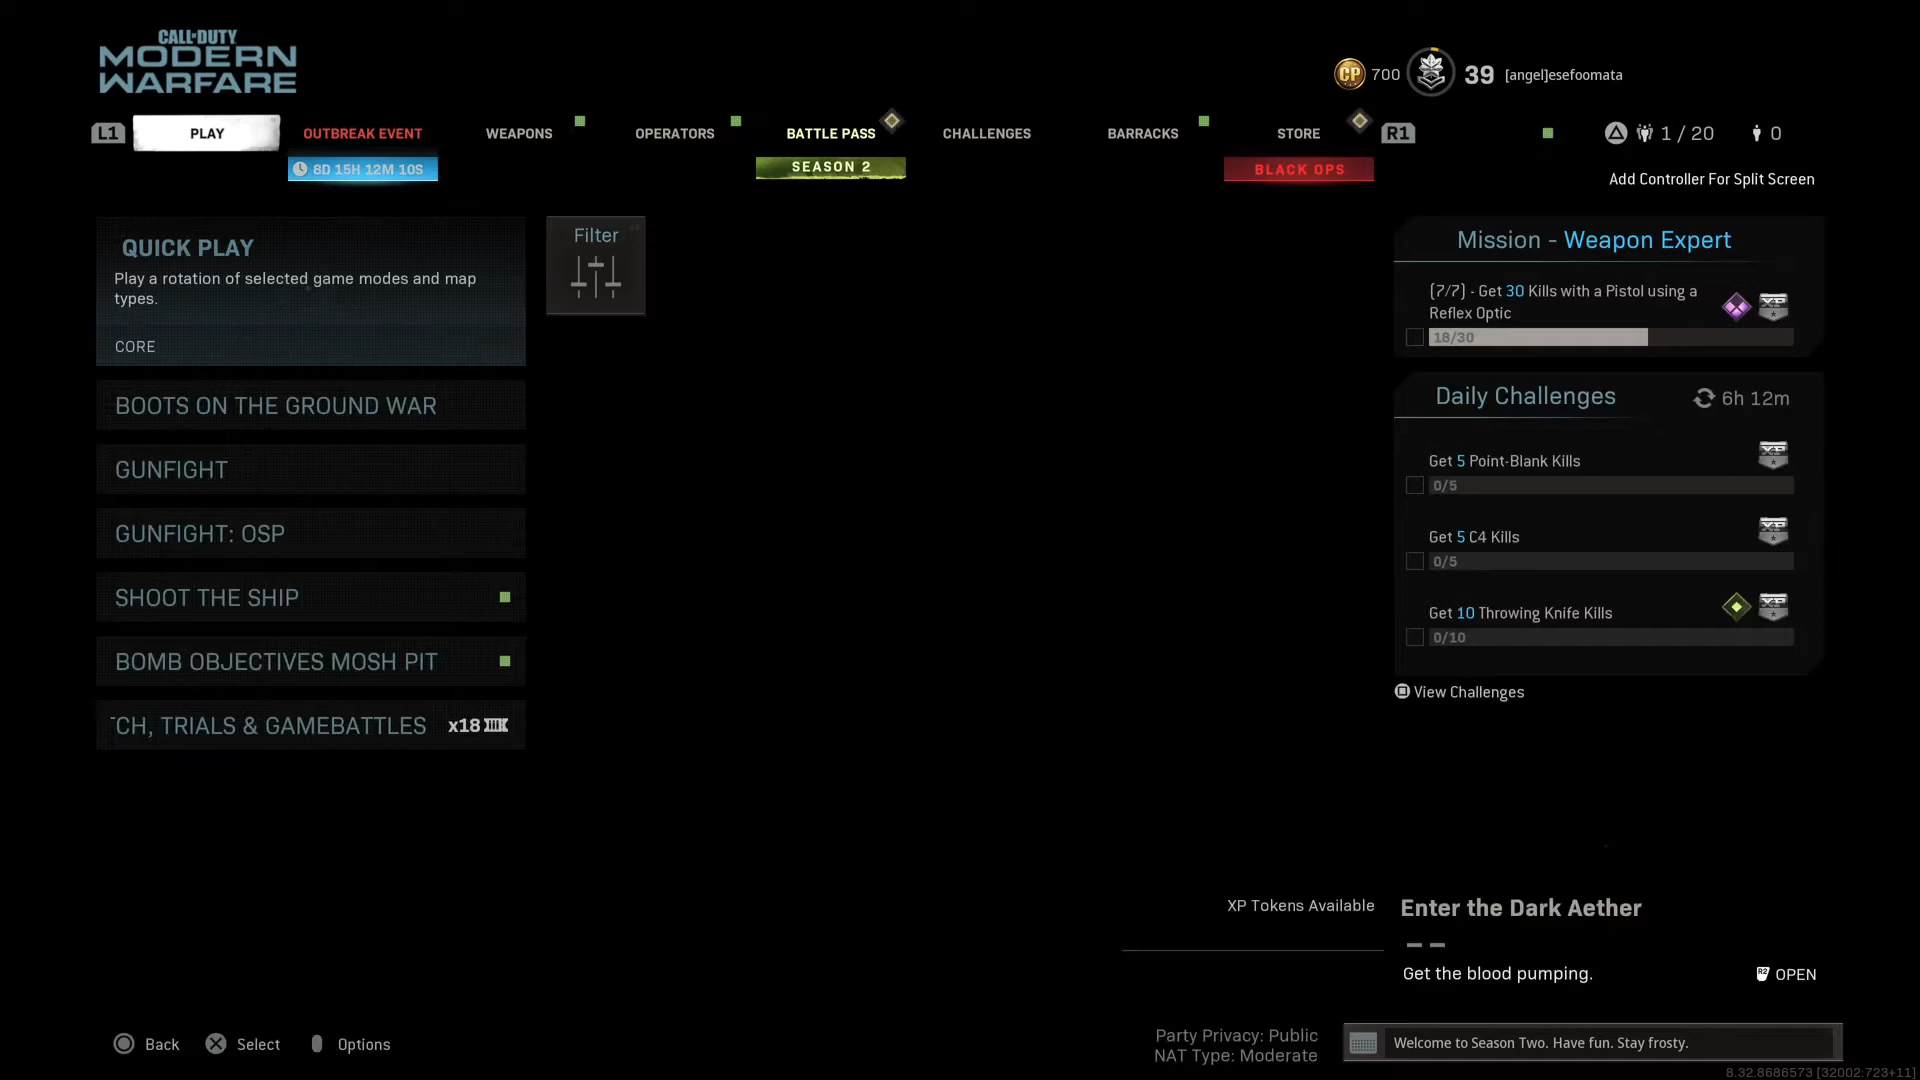 CALL OF DUTY
MODERN
WARFARE
CP 700 39 [angel]esefoomata
L1 PLAY OUTBREAK EVENT WEAPONS OPERATORS BATTLE PASS CHALLENGES BARRACKS STORE R1 1 / 20 0
8D 15H 12M 10S SEASON 2 BLACK OPS
Add Controller For Split Screen
QUICK PLAY
Play a rotation of selected game modes and map
types.
CORE
Filter
BOOTS ON THE GROUND WAR
GUNFIGHT
GUNFIGHT: OSP
SHOOT THE SHIP
BOMB OBJECTIVES MOSH PIT
CH, TRIALS & GAMEBATTLES x18
Mission - Weapon Expert
(7/7) - Get 30 Kills with a Pistol using a
Reflex Optic
XP
18/30
Daily Challenges 6h 12m
Get 5 Point-Blank Kills XP
0/5
Get 5 C4 Kills XP
0/5
Get 10 Throwing Knife Kills XP
0/10
View Challenges
XP Tokens Available
Enter the Dark Aether
Get the blood pumping.
R2 OPEN
Back Select Options
Party Privacy: Public
NAT Type: Moderate
Welcome to Season Two. Have fun. Stay frosty.
8.32.8686573 [32002:723+11]